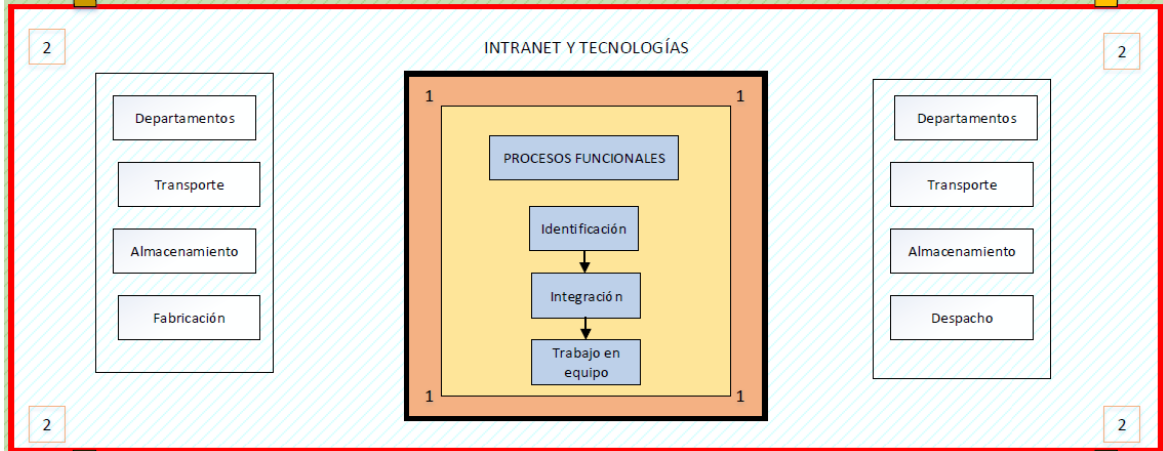 2
INTRANET Y TECNOLOGÍAS
2
Departamentos
Transporte
Almacenamiento
Fabricación
1
1
PROCESOS FUNCIONALES
Identificación
Integración
Trabajo en
equipo
1
1
Departamentos
Transporte
Almacenamiento
Despacho
2
2